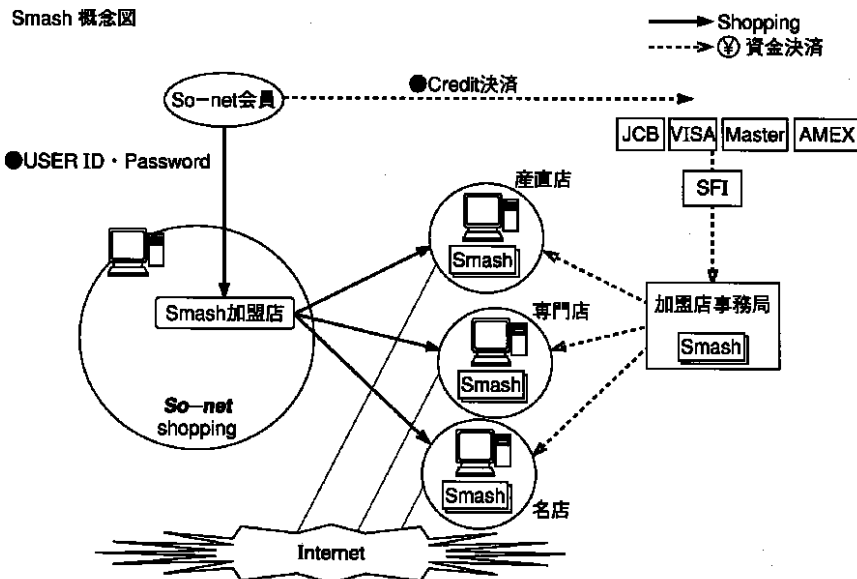 Smash 概念図
Shopping
¥ 資金決済
●Credit決済
So-net会員
JCB VISA Master AMEX
●USER ID・Password
SFI
産直店
Smash
Smash加盟店
専門店
加盟店事務局
Smash
Smash
So-net
shopping
Smash
名店
Internet